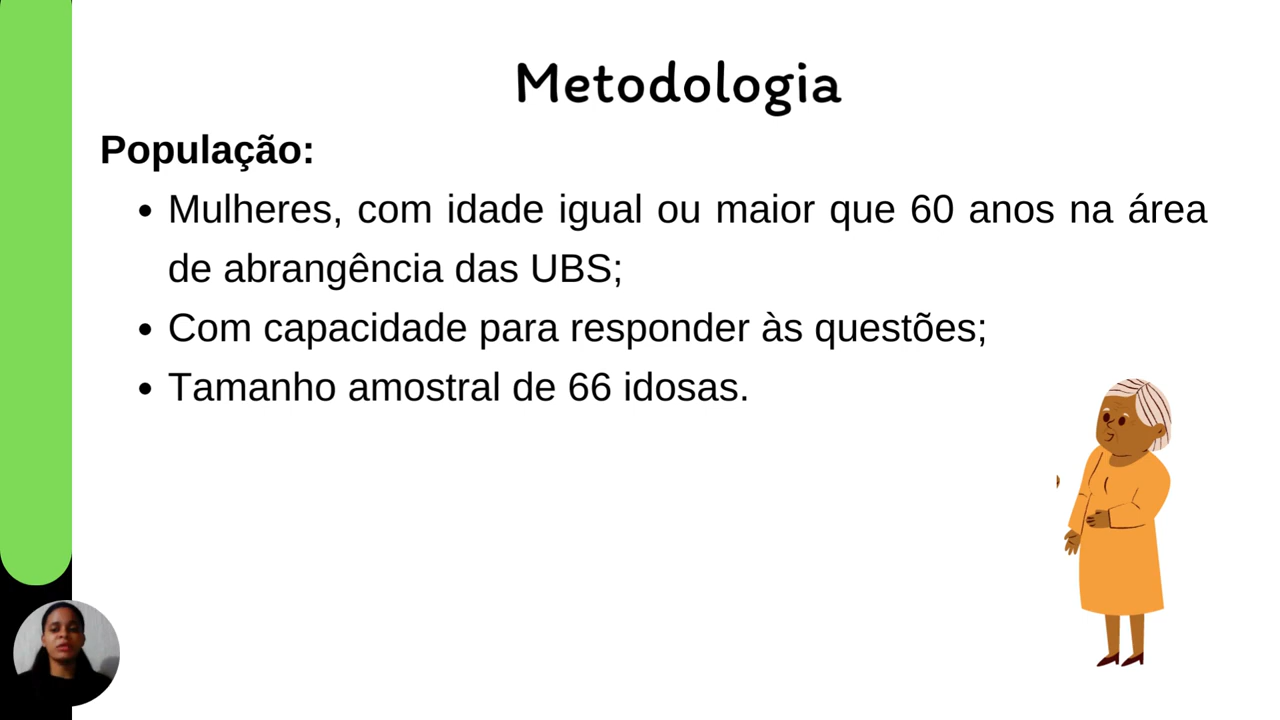 Metodologia
População:
• Mulheres, com idade igual ou maior que 60 anos na área
de abrangência das UBS;
• Com capacidade para responder às questões;
• Tamanho amostral de 66 idosas.